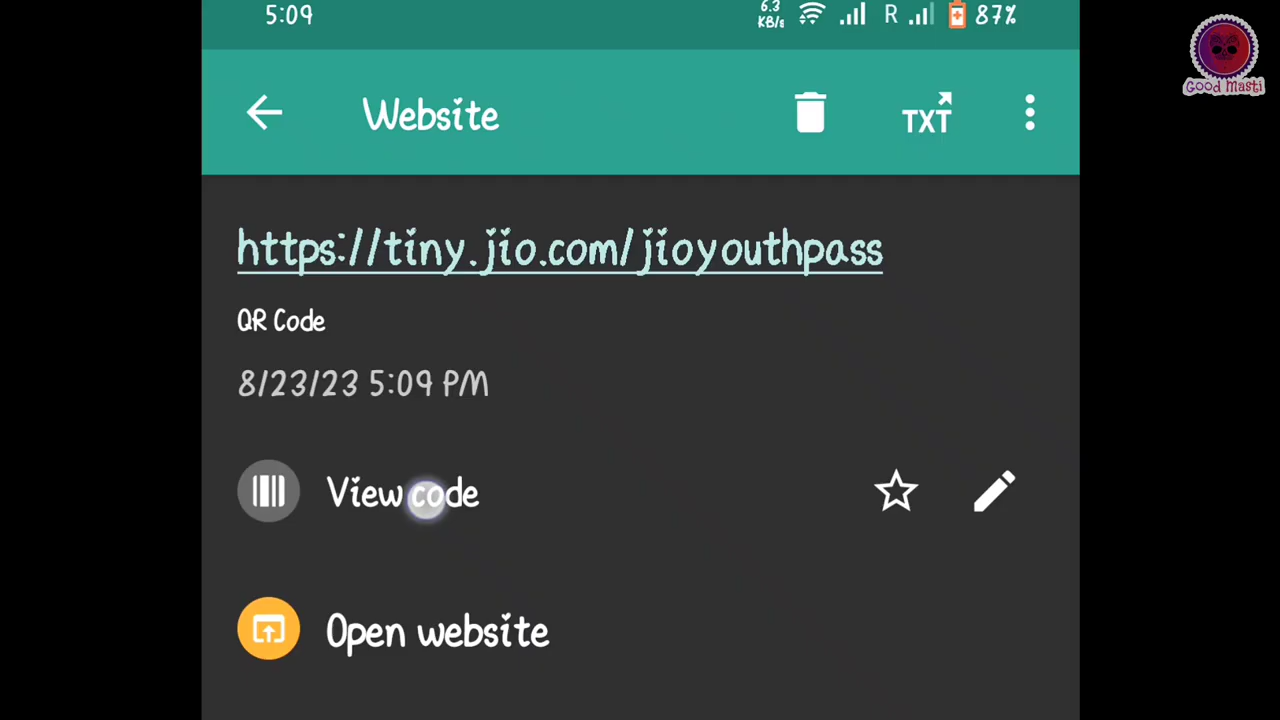 5:09
6.3 KB/s R 87%
Good Masti
Website
TXT
https://tiny.jio.com/jioyouthpass
QR Code
8/23/23 5:09 PM
View code
Open website